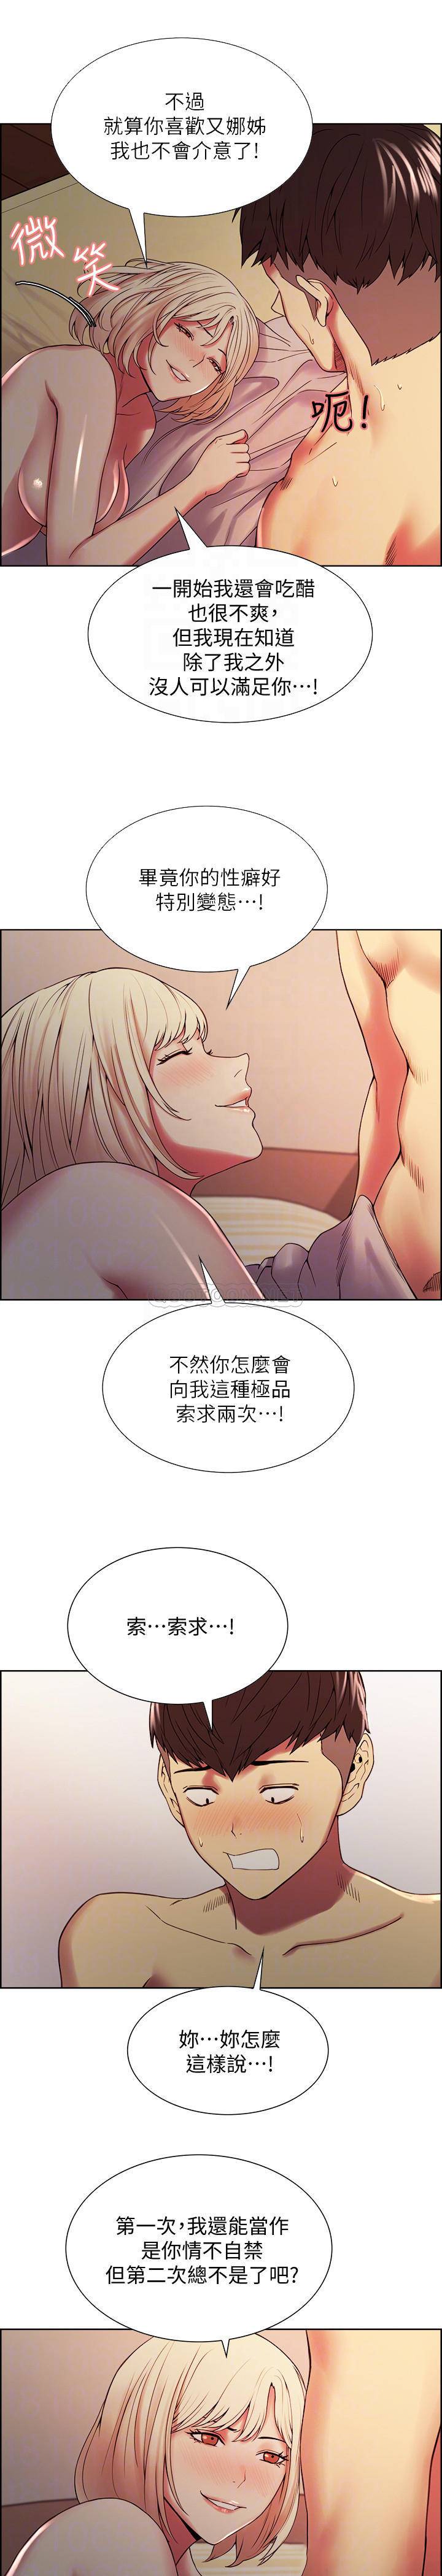 不過
就算你喜歡又娜姊
我也不會介意了!
微笑
呃!
一開始我還會吃醋
也很不爽,
但我現在知道
除了我之外
沒人可以滿足你…!
畢竟你的性癖好
特別變態…!
不然你怎麼會
向我這種極品
索求兩次…!
索…索求…!
妳…妳怎麼
這樣說…!
第一次,我還能當作
是你情不自禁
但第二次總不是了吧?